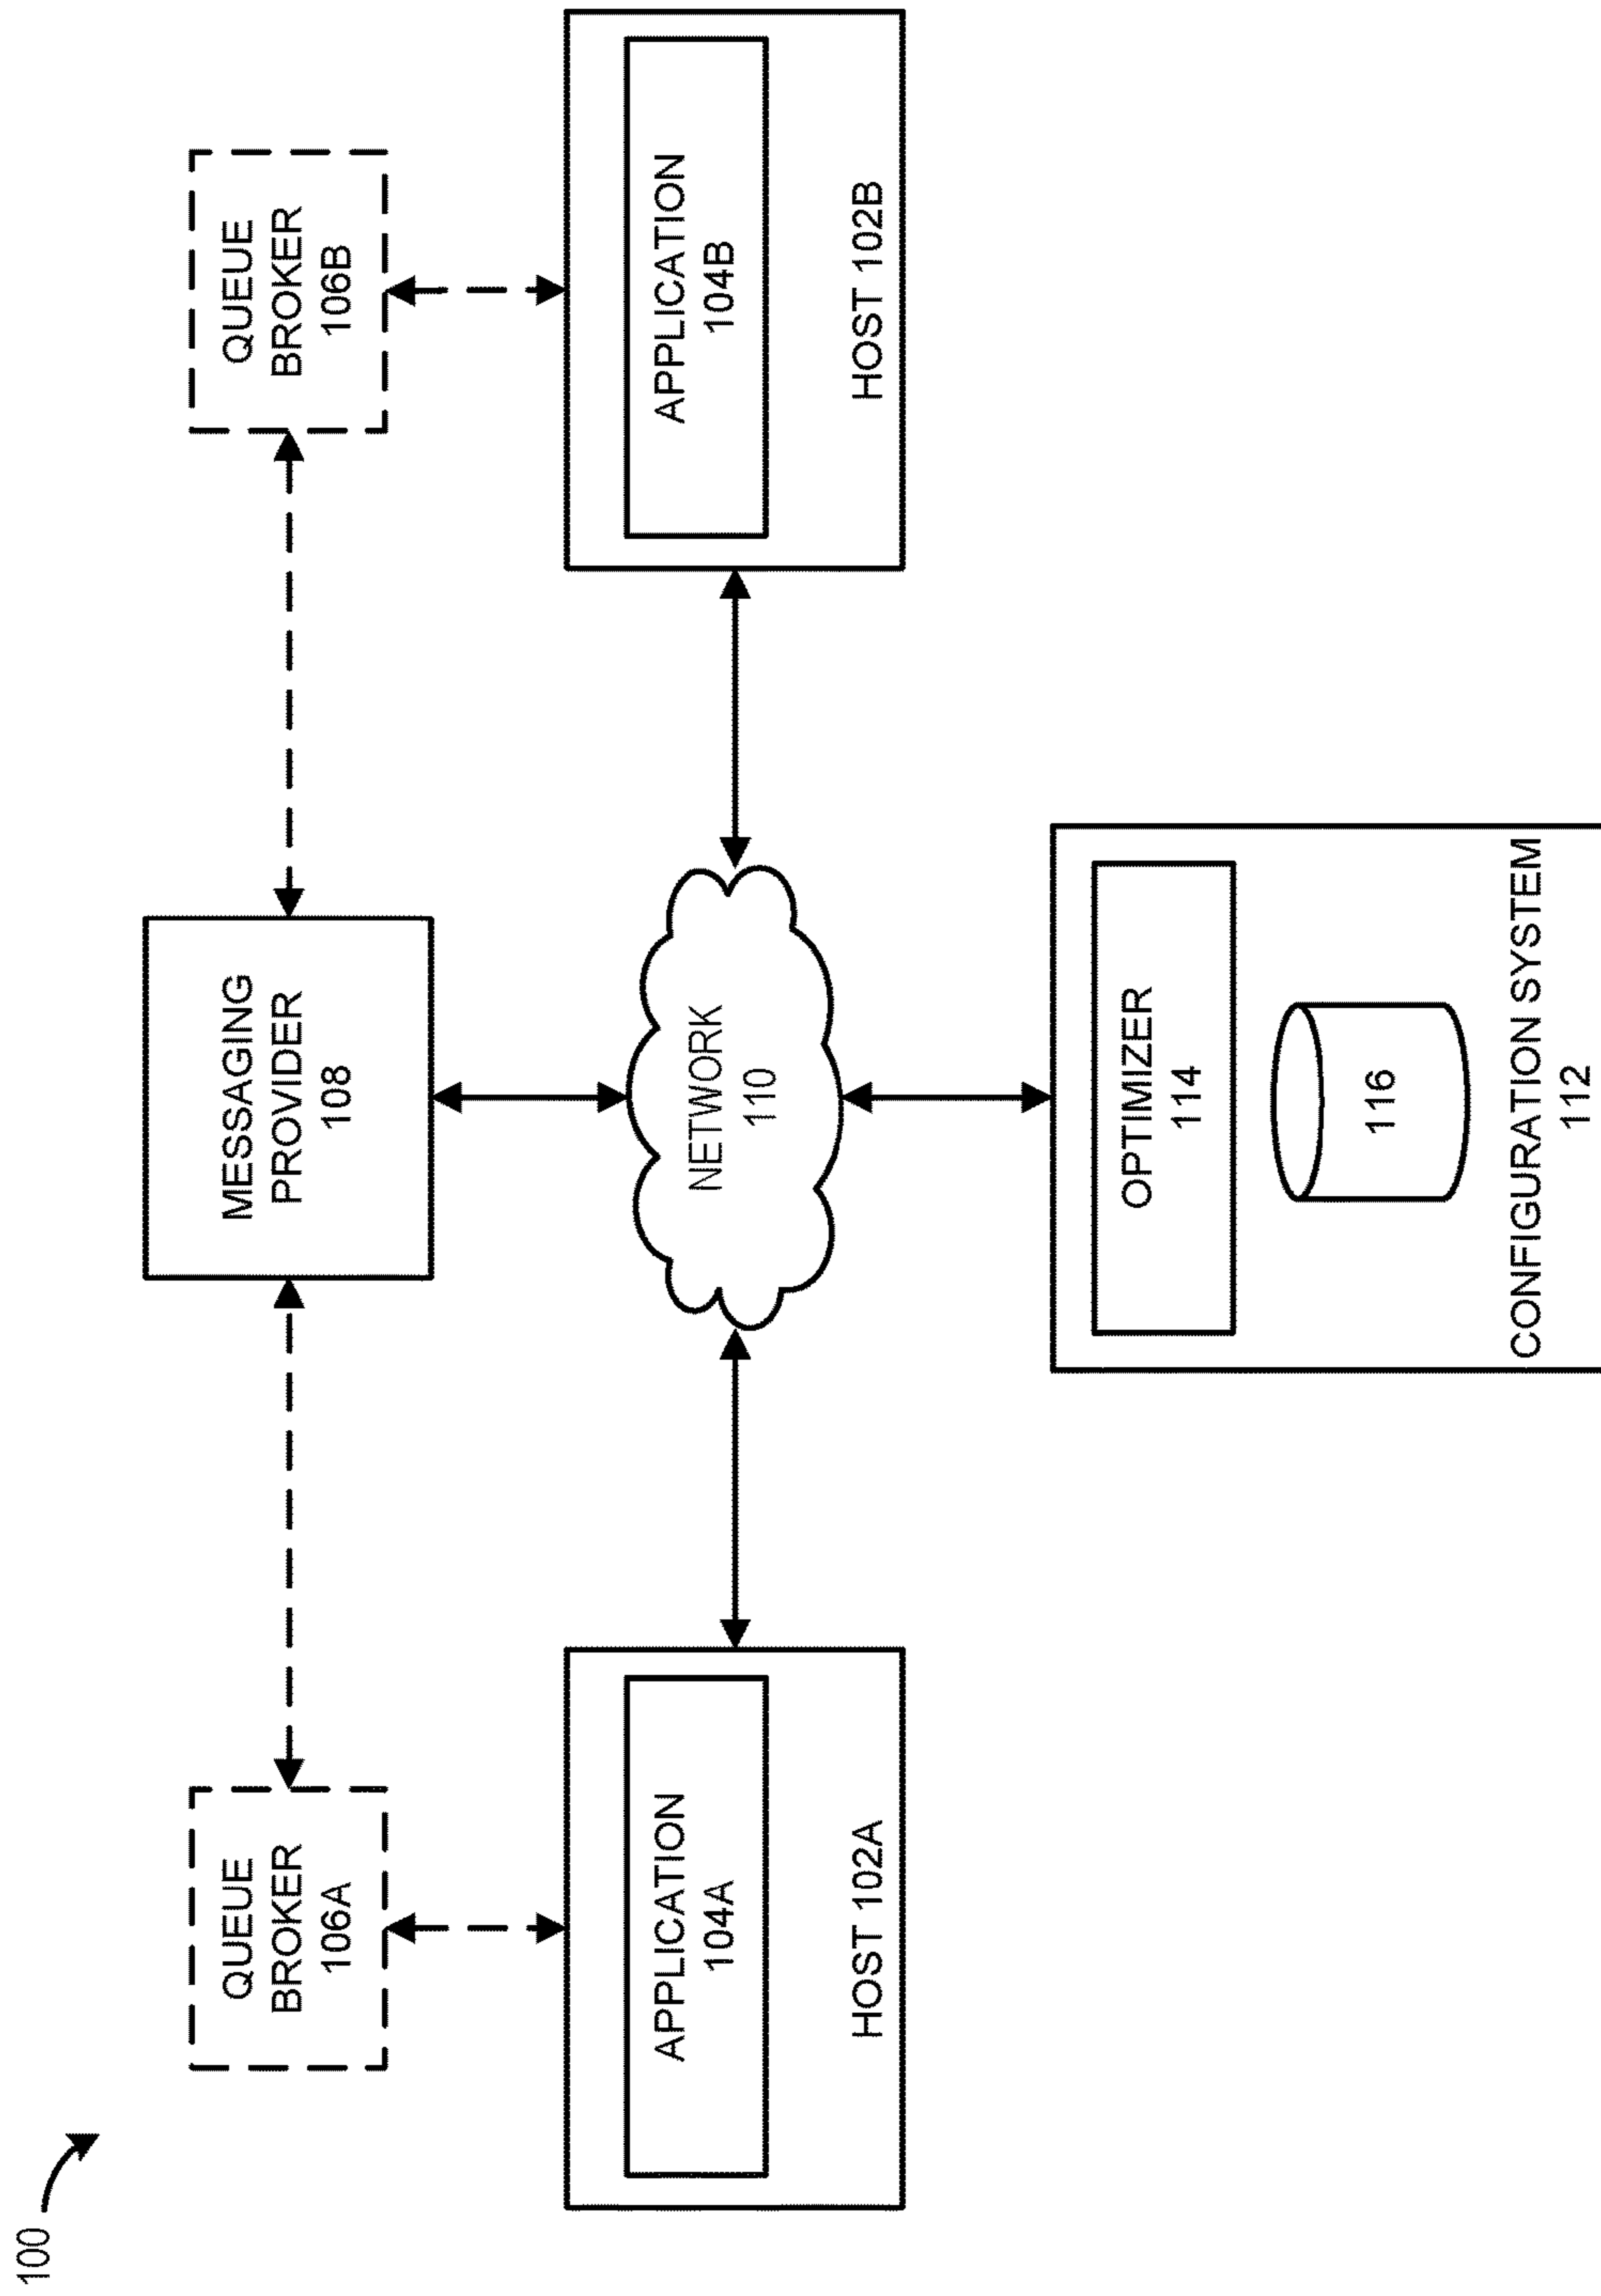 100
QUEUE
BROKER
106A
MESSAGING
PROVIDER
108
QUEUE
BROKER
106B
APPLICATION
104A
HOST 102A
NETWORK
110
APPLICATION
104B
HOST 102B
OPTIMIZER
114
116
CONFIGURATION SYSTEM
112